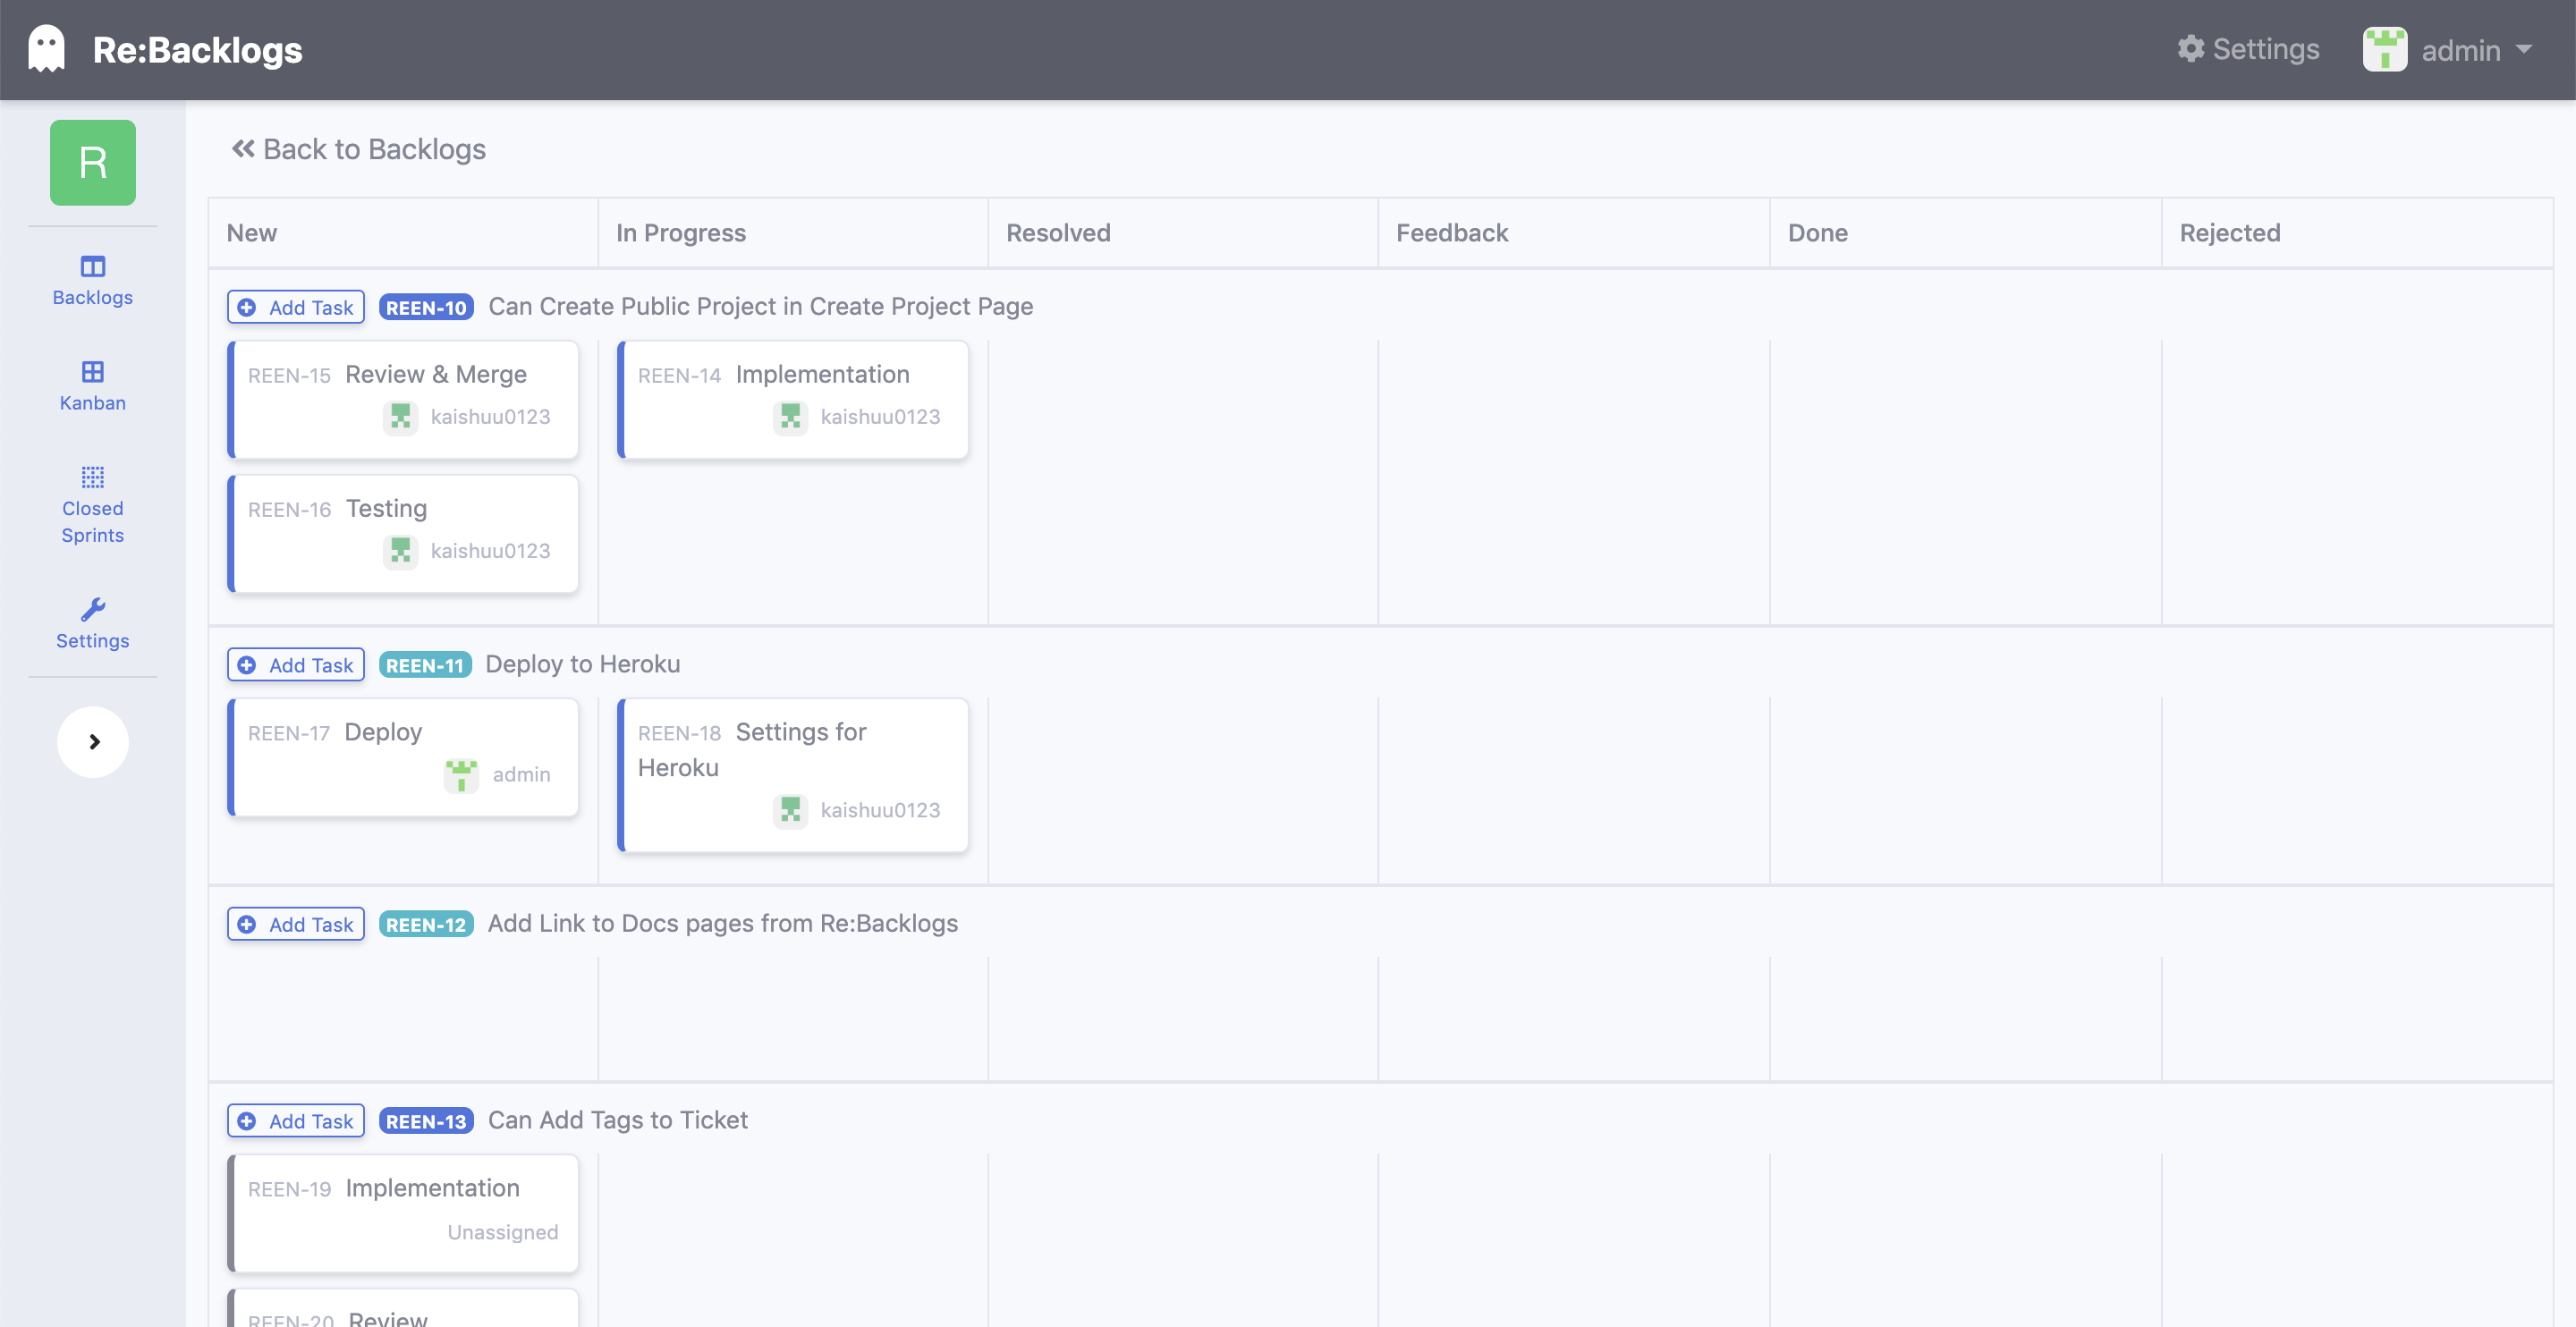 Re:Backlogs
Settings
admin
R
Backlogs
Kanban
Closed
Sprints
Settings
Back to Backlogs
New In Progress Resolved Feedback Done Rejected
Add Task REEN-10 Can Create Public Project in Create Project Page
REEN-15 Review & Merge
kaishuu0123
REEN-14 Implementation
kaishuu0123
REEN-16 Testing
kaishuu0123
Add Task REEN-11 Deploy to Heroku
REEN-17 Deploy
admin
REEN-18 Settings for
Heroku
kaishuu0123
Add Task REEN-12 Add Link to Docs pages from Re:Backlogs
Add Task REEN-13 Can Add Tags to Ticket
REEN-19 Implementation
Unassigned
REEN-20 Review